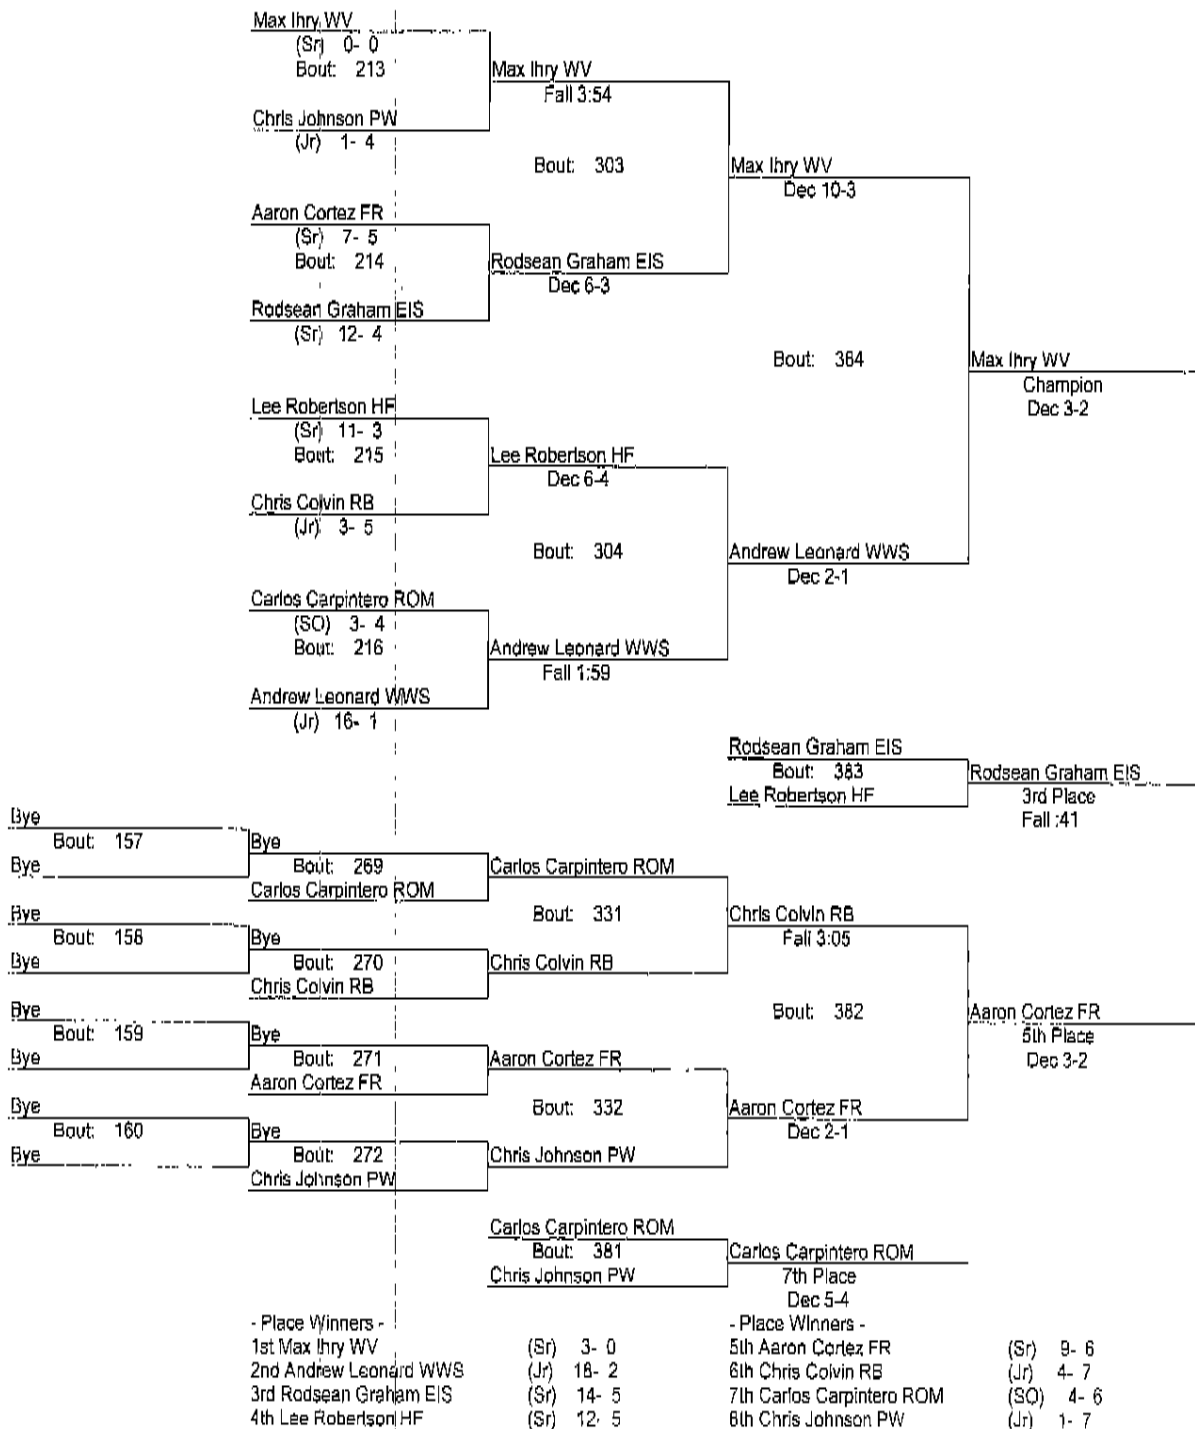 Max Ihry WV
(Sr) 0- 0
Bout: 213
Max Ihry WV
Fall 3:54
Chris Johnson PW
(Jr) 1- 4
Bout: 303
Max Ihry WV
Dec 10-3
Aaron Cortez FR
(Sr) 7- 5
Bout: 214
Rodsean Graham EIS
Dec 6-3
Rodsean Graham EIS
(Sr) 12- 4
Bout: 384
Max Ihry WV
Champion
Dec 3-2
Lee Robertson HF
(Sr) 11- 3
Bout: 215
Lee Robertson HF
Dec 6-4
Chris Colvin RB
(Jr) 3- 5
Bout: 304
Andrew Leonard WWS
Dec 2-1
Carlos Carpintero ROM
(SO) 3- 4
Bout: 216
Andrew Leonard WWS
Fall 1:59
Andrew Leonard WWS
(Jr) 16- 1
Rodsean Graham EIS
Bout: 383
Rodsean Graham EIS
Lee Robertson HF
3rd Place
Fall :41
Bye
Bout: 157
Bye
Bye
Bout: 269
Carlos Carpintero ROM
Carlos Carpintero ROM
Bye
Bout: 158
Bye
Bye
Bout: 270
Chris Colvin RB
Chris Colvin RB
Bout: 331
Chris Colvin RB
Fall 3:05
Bye
Bout: 159
Bye
Bye
Bout: 271
Aaron Cortez FR
Aaron Cortez FR
Bout: 382
Aaron Cortez FR
5th Place
Dec 3-2
Bye
Bout: 160
Bye
Bye
Bout: 272
Chris Johnson PW
Chris Johnson PW
Bout: 332
Aaron Cortez FR
Dec 2-1
Carlos Carpintero ROM
Bout: 381
Chris Johnson PW
Carlos Carpintero ROM
7th Place
Dec 5-4
- Place Winners -
1st Max Ihry WV (Sr) 3- 0
2nd Andrew Leonard WWS (Jr) 18- 2
3rd Rodsean Graham EIS (Sr) 14- 5
4th Lee Robertson HF (Sr) 12- 5
- Place Winners -
5th Aaron Cortez FR (Sr) 9- 6
6th Chris Colvin RB (Jr) 4- 7
7th Carlos Carpintero ROM (SO) 4- 6
8th Chris Johnson PW (Jr) 1- 7